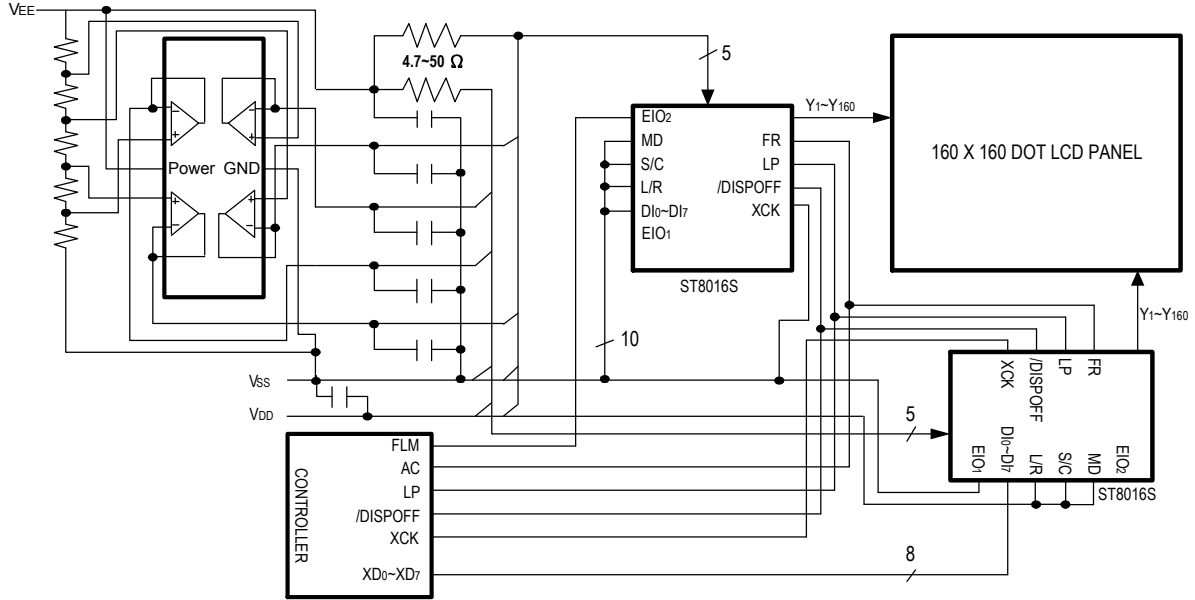 VEE
4.7~50 Ω
5
Power GND
EIO2
MD
S/C
L/R
DI0~DI7
EIO1
Y1~Y160
FR
LP
/DISPOFF
XCK
ST8016S
160 X 160 DOT LCD PANEL
Y1~Y160
10
VSS
VDD
XCK
/DISPOFF
LP
FR
5
EIO1
DI0~DI7
L/R
S/C
MD
EIO2
ST8016S
CONTROLLER
FLM
AC
LP
/DISPOFF
XCK
XD0~XD7
8